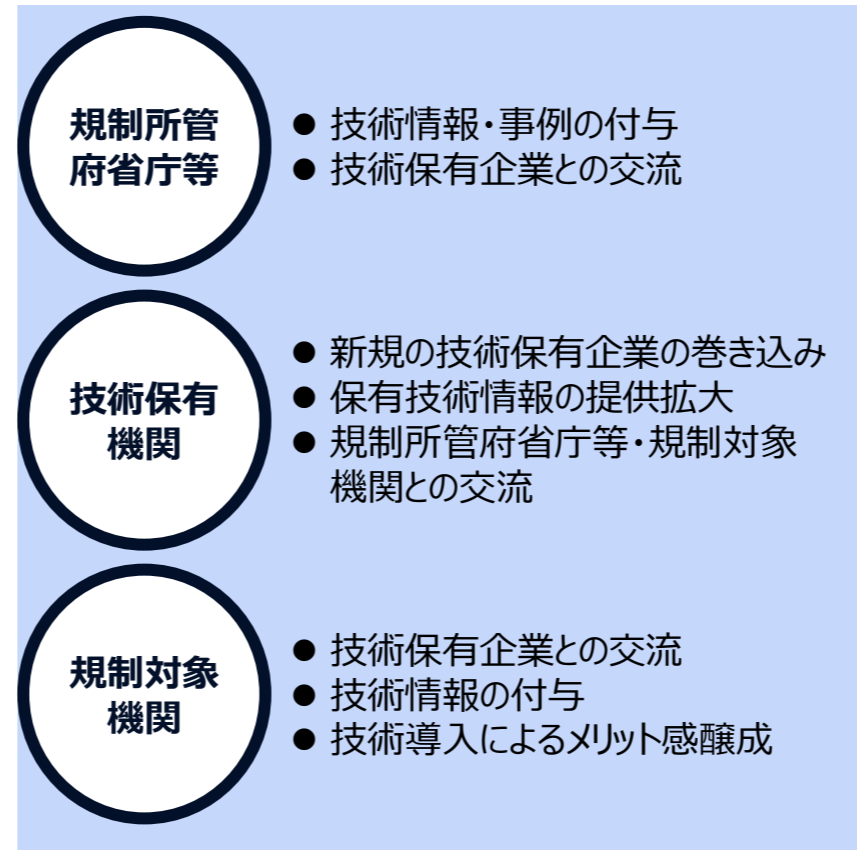 規制所管
府省庁等
● 技術情報・事例の付与
● 技術保有企業との交流
技術保有
機関
● 新規の技術保有企業の巻き込み
● 保有技術情報の提供拡大
● 規制所管府省庁等・規制対象
機関との交流
規制対象
機関
● 技術保有企業との交流
● 技術情報の付与
● 技術導入によるメリット感醸成